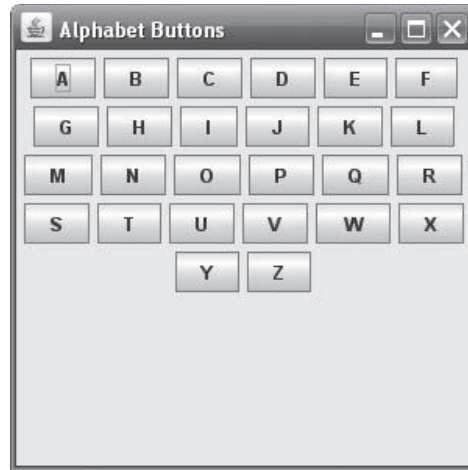 Alphabet Buttons
A B C D E F
G H I J K L
M N O P Q R
S T U V W X
Y Z